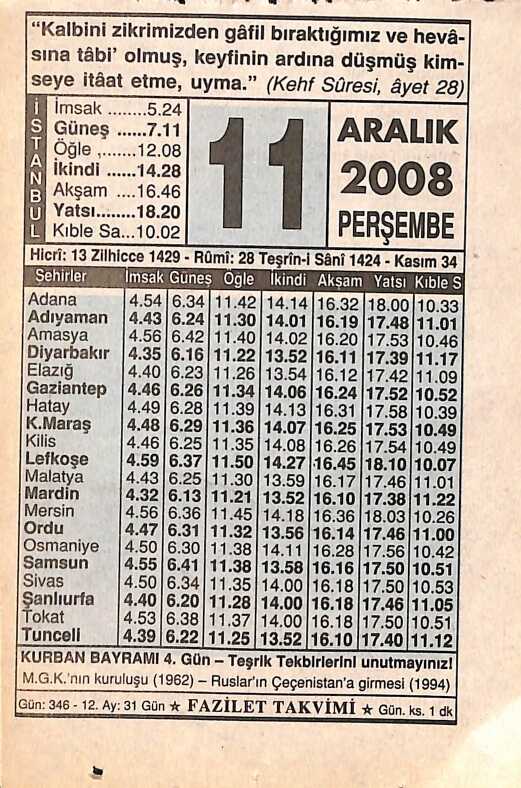 “Kalbini zikrimizden gâfil bıraktığımız ve hevâ-
sına tâbi’ olmuş, keyfinin ardına düşmüş kim-
seye itâat etme, uyma.” (Kehf Sûresi, âyet 28)
İSTANBUL
İmsak ........5.24
Güneş ......7.11
Öğle ,.......12.08
İkindi ......14.28
Akşam ....16.46
Yatsı........18.20
Kıble Sa...10.02
11
ARALIK
2008
PERŞEMBE
Hicrî: 13 Zilhicce 1429 - Rûmî: 28 Teşrîn-i Sânî 1424 - Kasım 34
Şehirler İmsak Güneş Öğle İkindi Akşam Yatsı Kıble S
Adana 4.54 6.34 11.42 14.14 16.32 18.00 10.33
Adıyaman 4.43 6.24 11.30 14.01 16.19 17.48 11.01
Amasya 4.56 6.42 11.40 14.02 16.20 17.53 10.46
Diyarbakır 4.35 6.16 11.22 13.52 16.11 17.39 11.17
Elazığ 4.40 6.23 11.26 13.54 16.12 17.42 11.09
Gaziantep 4.46 6.26 11.34 14.06 16.24 17.52 10.52
Hatay 4.49 6.28 11.39 14.13 16.31 17.58 10.39
K.Maraş 4.48 6.29 11.36 14.07 16.25 17.53 10.49
Kilis 4.46 6.25 11.35 14.08 16.26 17.54 10.49
Lefkoşe 4.59 6.37 11.50 14.27 16.45 18.10 10.07
Malatya 4.43 6.25 11.30 13.59 16.17 17.46 11.01
Mardin 4.32 6.13 11.21 13.52 16.10 17.38 11.22
Mersin 4.56 6.36 11.45 14.18 16.36 18.03 10.26
Ordu 4.47 6.31 11.32 13.56 16.14 17.46 11.00
Osmaniye 4.50 6.30 11.38 14.11 16.28 17.56 10.42
Samsun 4.55 6.41 11.38 13.58 16.16 17.50 10.51
Sivas 4.50 6.34 11.35 14.00 16.18 17.50 10.53
Şanlıurfa 4.40 6.20 11.28 14.00 16.18 17.46 11.05
Tokat 4.53 6.38 11.37 14.00 16.18 17.50 10.51
Tunceli 4.39 6.22 11.25 13.52 16.10 17.40 11.12
KURBAN BAYRAMI 4. Gün – Teşrik Tekbirlerini unutmayınız!
M.G.K.’nın kuruluşu (1962) – Ruslar’ın Çeçenistan’a girmesi (1994)
Gün: 346 - 12. Ay: 31 Gün ★ FAZİLET TAKVİMİ ★ Gün. ks. 1 dk